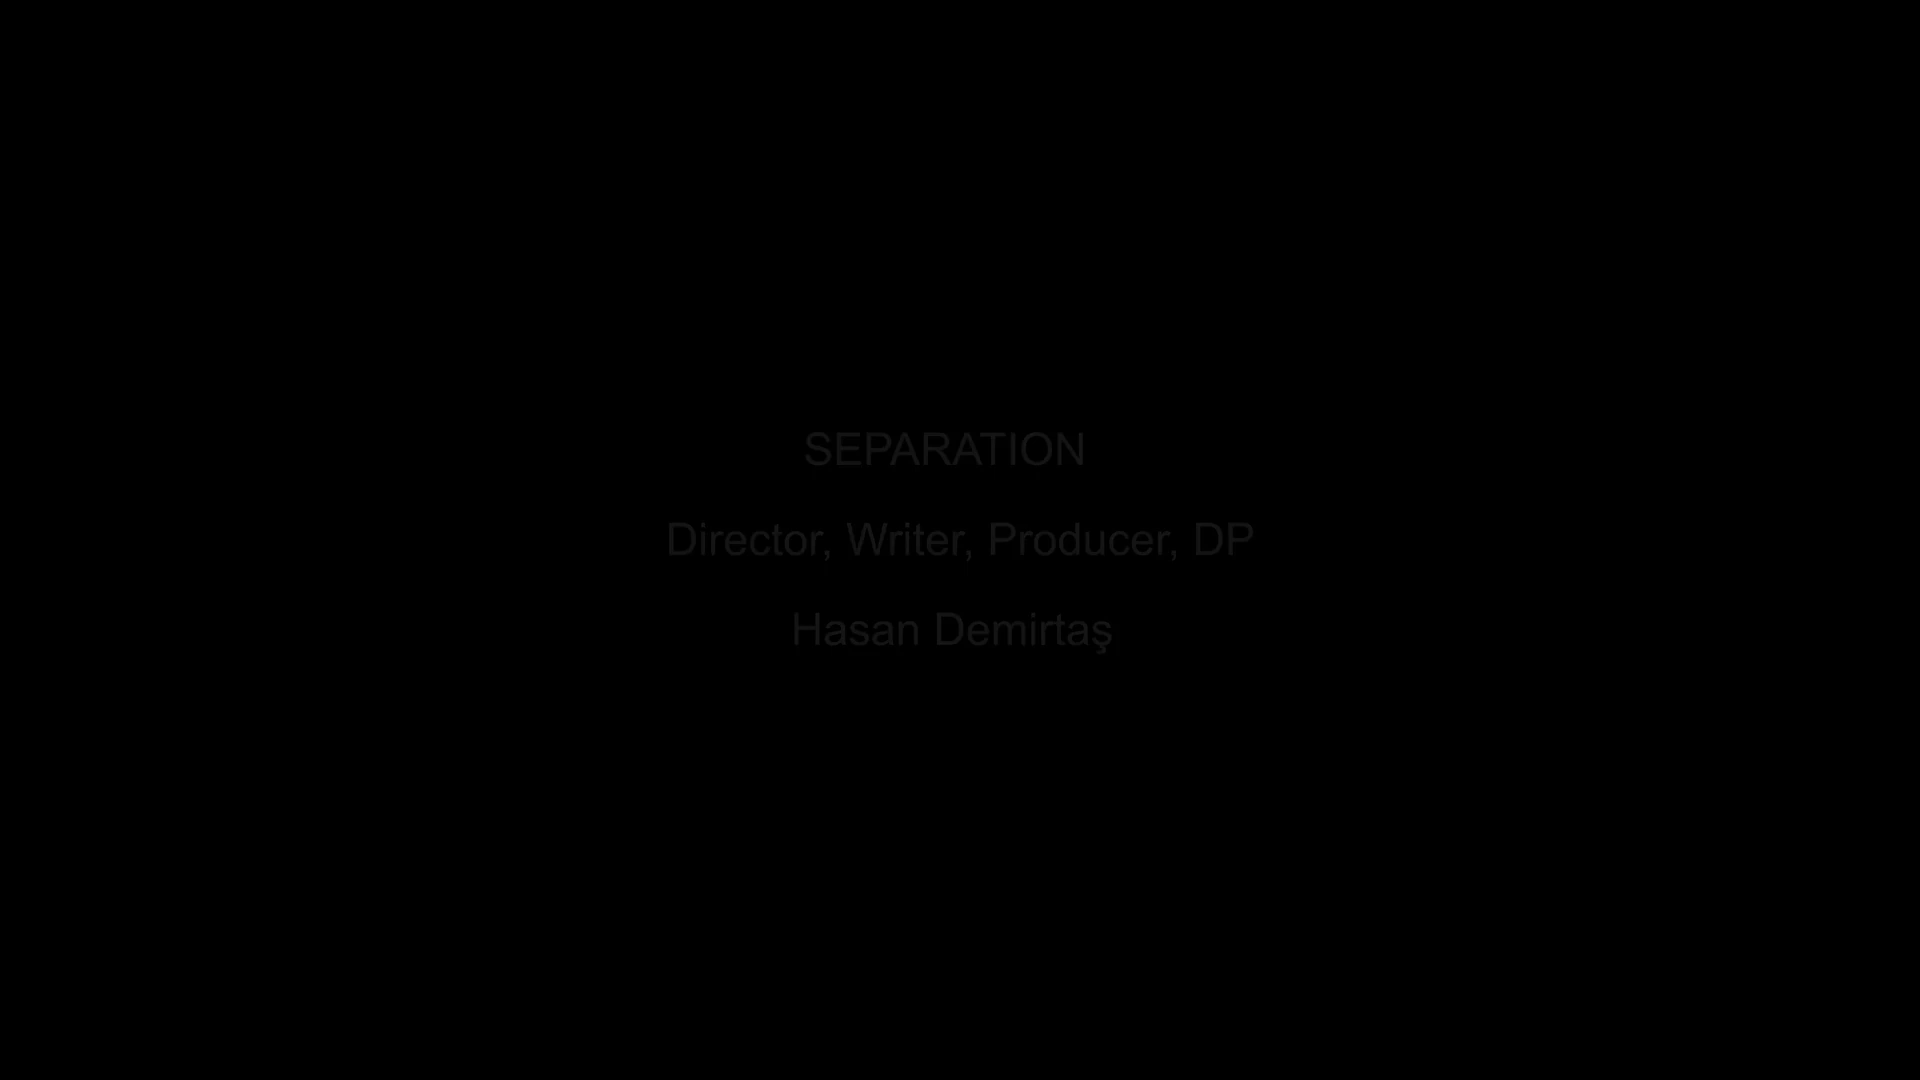 SEPARATION
Director, Writer, Producer, DP
Hasan Demirtaş